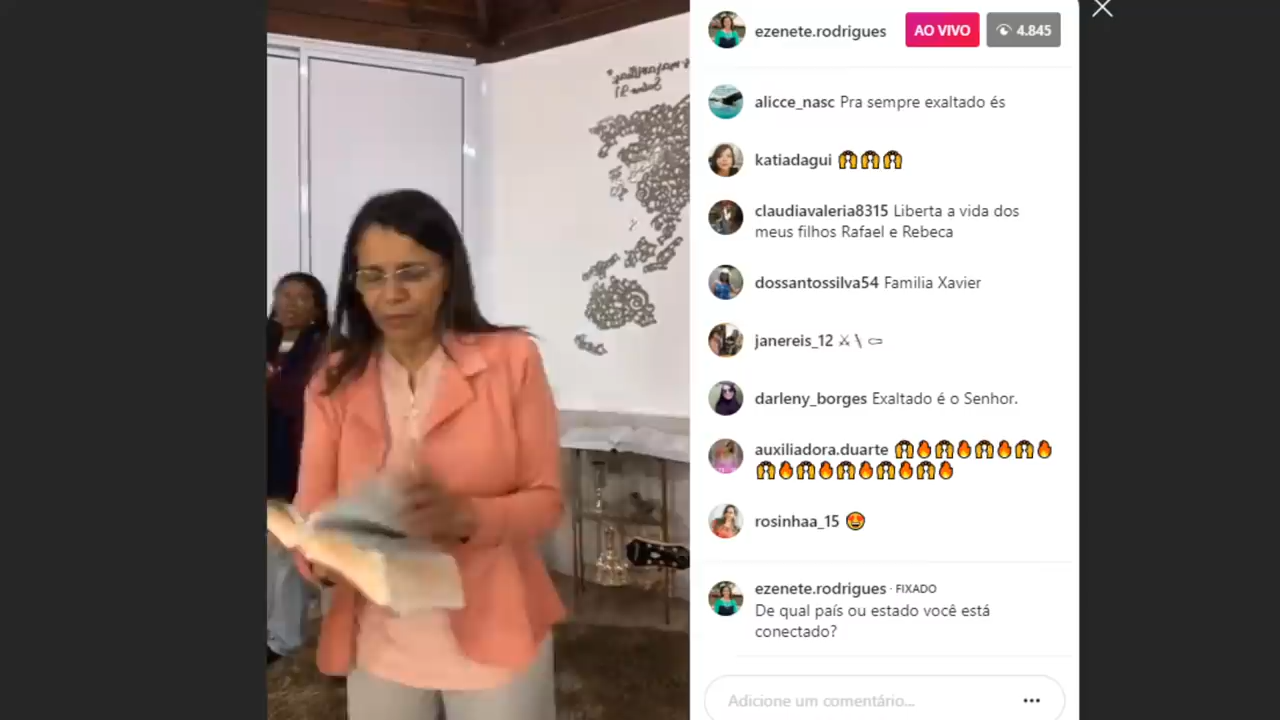 ezenete.rodrigues AO VIVO 4.845
alicce_nasc Pra sempre exaltado és
katiadagui 🙌🙌🙌
claudiavaleria8315 Liberta a vida dos
meus filhos Rafael e Rebeca
dossantossilva54 Familia Xavier
janereis_12
darleny_borges Exaltado é o Senhor.
auxiliadora.duarte 🙌🔥🙌🔥🙌🔥🙌🔥
🙌🔥🙌🔥🙌🔥🙌🔥🙌🔥
rosinhaa_15 😍
ezenete.rodrigues · FIXADO
De qual país ou estado você está
conectado?
Adicione um comentário...